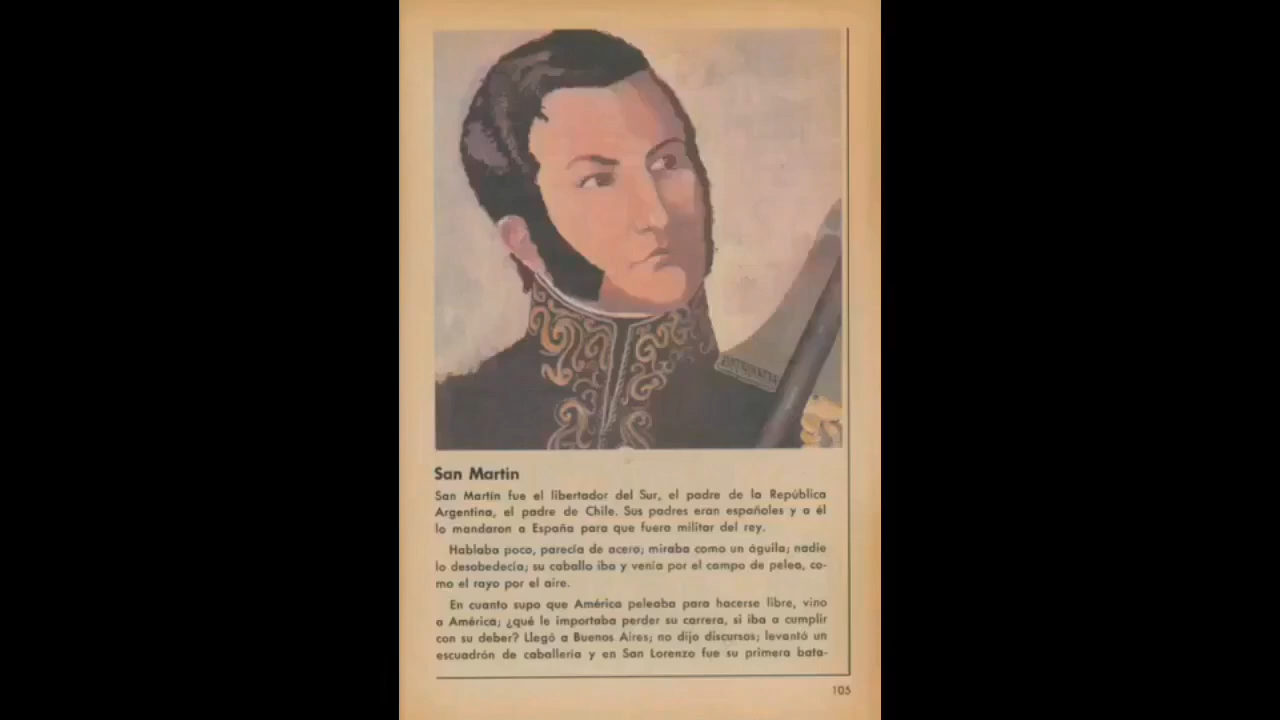 San Martín
San Martín fue el libertador del Sur, el padre de la República
Argentina, el padre de Chile. Sus padres eran españoles y a él
lo mandaron a España para que fuera militar del rey.
Hablaba poco, parecía de acero; miraba como un águila; nadie
lo desobedecía; su caballo iba y venía por el campo de pelea, co-
mo el rayo por el aire.
En cuanto supo que América peleaba para hacerse libre, vino
a América; ¿qué le importaba perder su carrera, si iba a cumplir
con su deber? Llegó a Buenos Aires; no dijo discursos; levantó un
escuadrón de caballería y en San Lorenzo fue su primera bata-
105